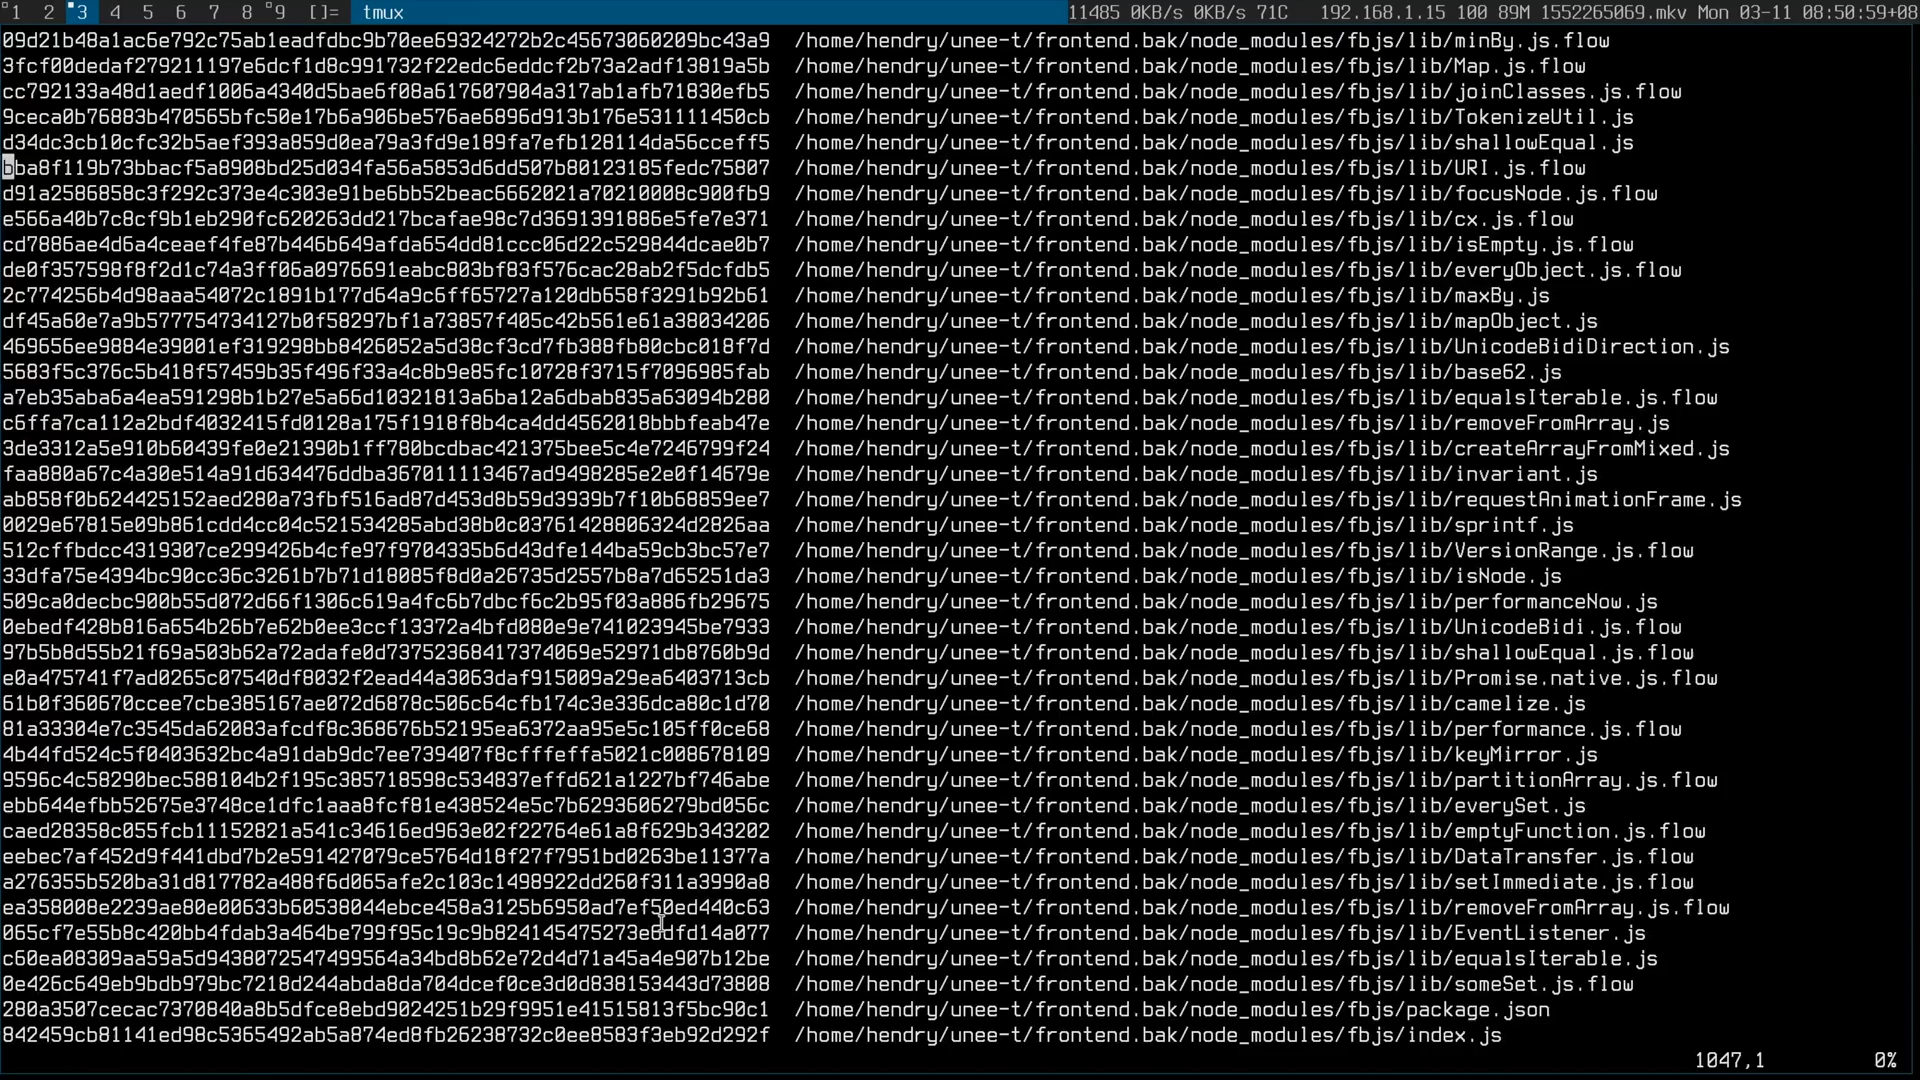 1 2 3 4 5 6 7 8 9 []= tmux 11485 0KB/s 0KB/s 71C 192.168.1.15 100 89M 1552265069.mkv Mon 03-11 08:50:59+08
09d21b48a1ac6e792c75ab1eadfdbc9b70ee69324272b2c45673060209bc43a9 /home/hendry/unee-t/frontend.bak/node_modules/fbjs/lib/minBy.js.flow
3fcf00dedaf279211197e6dcf1d8c991732f22edc6eddcf2b73a2adf13819a5b /home/hendry/unee-t/frontend.bak/node_modules/fbjs/lib/Map.js.flow
cc792133a48d1aedf1006a4340d5bae6f08a617607904a317ab1afb71830efb5 /home/hendry/unee-t/frontend.bak/node_modules/fbjs/lib/joinClasses.js.flow
9ceca0b76883b470565bfc50e17b6a906be576ae6896d913b176e531111450cb /home/hendry/unee-t/frontend.bak/node_modules/fbjs/lib/TokenizeUtil.js
d34dc3cb10cfc32b5aef393a859d0ea79a3fd9e189fa7efb128114da56cceff5 /home/hendry/unee-t/frontend.bak/node_modules/fbjs/lib/shallowEqual.js
bba8f119b73bbacf5a8908bd25d034fa56a5853d6dd507b80123185fedc75807 /home/hendry/unee-t/frontend.bak/node_modules/fbjs/lib/URI.js.flow
d91a2586858c3f292c373e4c303e91be6bb52beac6662021a70210008c900fb9 /home/hendry/unee-t/frontend.bak/node_modules/fbjs/lib/focusNode.js.flow
e566a40b7c8cf9b1eb290fc620263dd217bcafae98c7d3691391886e5fe7e371 /home/hendry/unee-t/frontend.bak/node_modules/fbjs/lib/cx.js.flow
cd7886ae4d6a4ceaef4fe87b446b649afda654dd81ccc06d22c529844dcae0b7 /home/hendry/unee-t/frontend.bak/node_modules/fbjs/lib/isEmpty.js.flow
de0f357598f8f2d1c74a3ff06a0976691eabc803bf83f576cac28ab2f5dcfdb5 /home/hendry/unee-t/frontend.bak/node_modules/fbjs/lib/everyObject.js.flow
2c774256b4d98aaa54072c1891b177d64a9c6ff65727a120db658f3291b92b61 /home/hendry/unee-t/frontend.bak/node_modules/fbjs/lib/maxBy.js
df45a60e7a9b577754734127b0f58297bf1a73857f405c42b561e61a38034206 /home/hendry/unee-t/frontend.bak/node_modules/fbjs/lib/mapObject.js
469656ee9884e39001ef319298bb8426052a5d38cf3cd7fb388fb80cbc018f7d /home/hendry/unee-t/frontend.bak/node_modules/fbjs/lib/UnicodeBidiDirection.js
5683f5c376c5b418f57459b35f496f33a4c8b9e85fc10728f3715f7096985fab /home/hendry/unee-t/frontend.bak/node_modules/fbjs/lib/base62.js
a7eb35aba6a4ea591298b1b27e5a66d10321813a6ba12a6dbab835a63094b280 /home/hendry/unee-t/frontend.bak/node_modules/fbjs/lib/equalsIterable.js.flow
c6ffa7ca112a2bdf4032415fd0128a175f1918f8b4ca4dd4562018bbbfeab47e /home/hendry/unee-t/frontend.bak/node_modules/fbjs/lib/removeFromArray.js
3de3312a5e910b60439fe0e21390b1ff780bcdbac421375bee5c4e7246799f24 /home/hendry/unee-t/frontend.bak/node_modules/fbjs/lib/createArrayFromMixed.js
faa880a67c4a30e514a91d634476ddba367011113467ad9498285e2e0f14679e /home/hendry/unee-t/frontend.bak/node_modules/fbjs/lib/invariant.js
ab858f0b624425152aed280a73fbf516ad87d453d8b59d3939b7f10b68859ee7 /home/hendry/unee-t/frontend.bak/node_modules/fbjs/lib/requestAnimationFrame.js
0029e67815e09b861cdd4cc04c521534285abd38b0c03761428806324d2826aa /home/hendry/unee-t/frontend.bak/node_modules/fbjs/lib/sprintf.js
512cffbdcc4319307ce299426b4cfe97f9704335b6d43dfe144ba59cb3bc57e7 /home/hendry/unee-t/frontend.bak/node_modules/fbjs/lib/VersionRange.js.flow
33dfa75e4394bc90cc36c3261b7b71d18085f8d0a26735d2557b8a7d65251da3 /home/hendry/unee-t/frontend.bak/node_modules/fbjs/lib/isNode.js
509ca0decbc900b55d072d66f1306c619a4fc6b7dbcf6c2b95f03a886fb29675 /home/hendry/unee-t/frontend.bak/node_modules/fbjs/lib/performanceNow.js
0ebedf428b816a654b26b7e62b0ee3ccf13372a4bfd080e9e741023945be7933 /home/hendry/unee-t/frontend.bak/node_modules/fbjs/lib/UnicodeBidi.js.flow
97b5b8d55b21f69a503b62a72adafe0d73752368417374069e52971db8760b9d /home/hendry/unee-t/frontend.bak/node_modules/fbjs/lib/shallowEqual.js.flow
e0a475741f7ad0265c07540df8032f2ead44a3063daf915009a29ea6403713cb /home/hendry/unee-t/frontend.bak/node_modules/fbjs/lib/Promise.native.js.flow
61b0f360670ccee7cbe385167ae072d6878c506c64cfb174c3e336dca80c1d70 /home/hendry/unee-t/frontend.bak/node_modules/fbjs/lib/camelize.js
81a33304e7c3545da62083afcdf8c368676b52195ea6372aa95e5c105ff0ce68 /home/hendry/unee-t/frontend.bak/node_modules/fbjs/lib/performance.js.flow
4b44fd524c5f0403632bc4a91dab9dc7ee739407f8cfffeffa5021c008678109 /home/hendry/unee-t/frontend.bak/node_modules/fbjs/lib/keyMirror.js
9596c4c58290bec588104b2f195c385718598c534837effd621a1227bf746abe /home/hendry/unee-t/frontend.bak/node_modules/fbjs/lib/partitionArray.js.flow
ebb644efbb52675e3748ce1dfc1aaa8fcf81e438524e5c7b6293606279bd056c /home/hendry/unee-t/frontend.bak/node_modules/fbjs/lib/everySet.js
caed28358c055fcb11152821a541c34616ed963e02f22764e61a8f629b343202 /home/hendry/unee-t/frontend.bak/node_modules/fbjs/lib/emptyFunction.js.flow
eebec7af452d9f441dbd7b2e591427079ce5764d18f27f7951bd0263be11377a /home/hendry/unee-t/frontend.bak/node_modules/fbjs/lib/DataTransfer.js.flow
a276355b520ba31d817782a488f6d065afe2c103c1498922dd260f311a3990a8 /home/hendry/unee-t/frontend.bak/node_modules/fbjs/lib/setImmediate.js.flow
ea358008e2239ae80e00633b60538044ebce458a3125b6950ad7ef50ed440c63 /home/hendry/unee-t/frontend.bak/node_modules/fbjs/lib/removeFromArray.js.flow
/home/hendry/unee-t/frontend.bak/node_modules/fbjs/lib/EventListener.js
c60ea08309aa59a5d9438072547499564a34bd8b62e72d4d71a45a4e907b12be /home/hendry/unee-t/frontend.bak/node_modules/fbjs/lib/equalsIterable.js
0e426c649eb9bdb979bc7218d244abda8da704dcef0ce3d0d838153443d73808 /home/hendry/unee-t/frontend.bak/node_modules/fbjs/lib/someSet.js.flow
280a3507cecac7370840a8b5dfce8ebd9024251b29f9951e41515813f5bc90c1 /home/hendry/unee-t/frontend.bak/node_modules/fbjs/package.json
842459cb81141ed98c5365492ab5a874ed8fb26238732c0ee8583f3eb92d292f /home/hendry/unee-t/frontend.bak/node_modules/fbjs/index.js
1047,1 0%